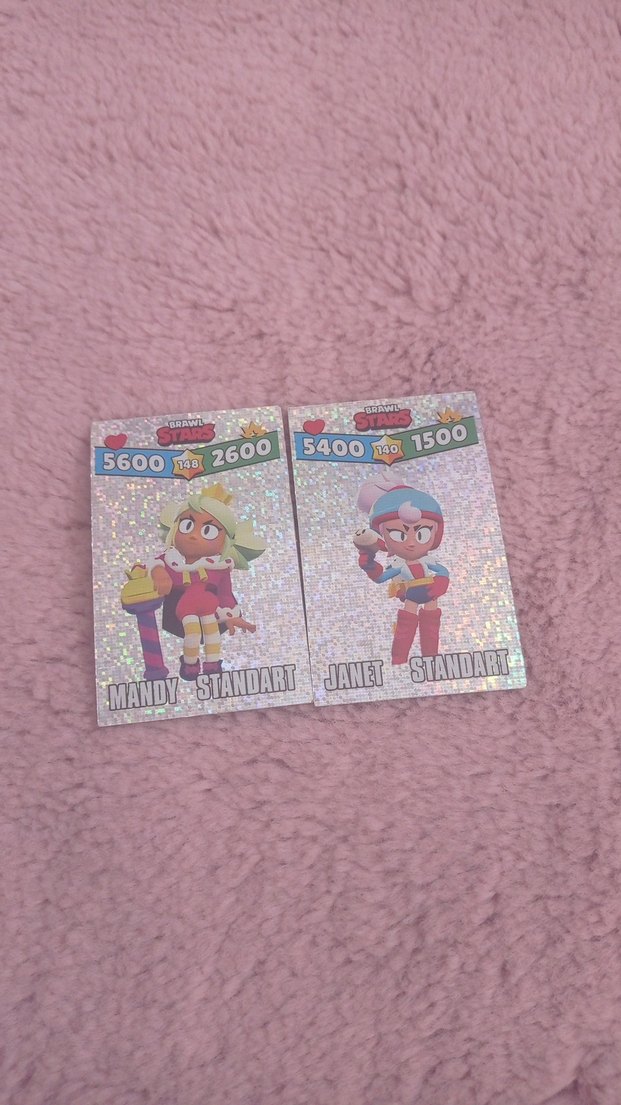 BRAWL
STARS
5600 148 2600
MANDY STANDART
BRAWL
STARS
5400 140 1500
JANET STANDART